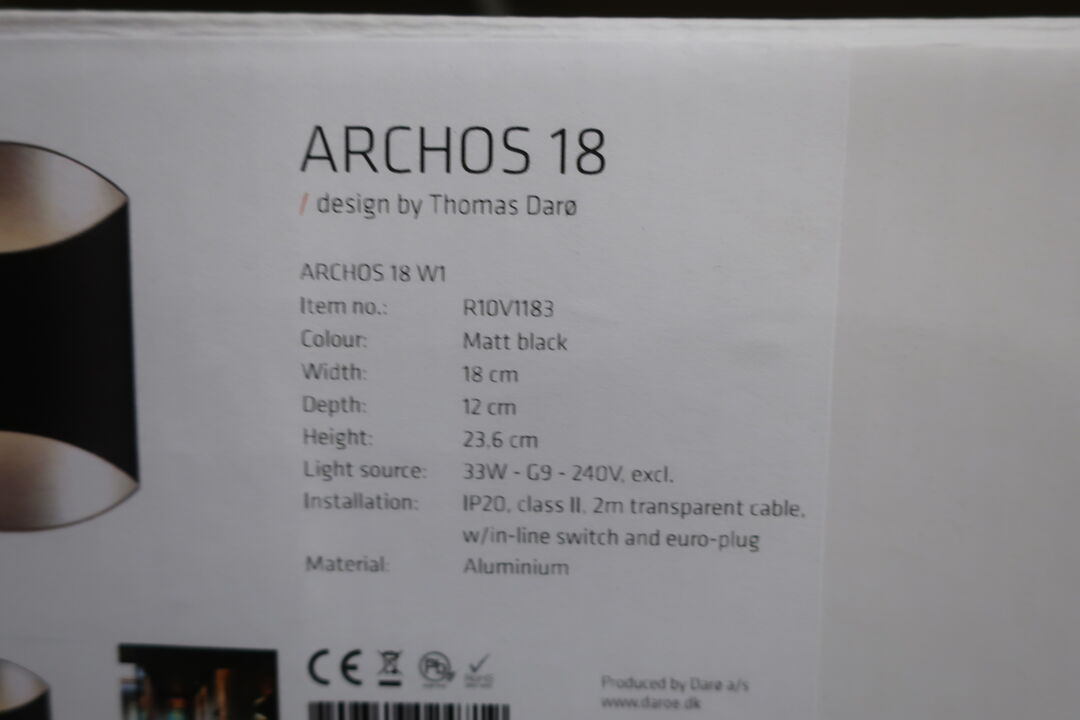 ARCHOS 18
/ design by Thomas Darø
ARCHOS 18 W1
Item no.: R10V1183
Colour: Matt black
Width: 18 cm
Depth: 12 cm
Height: 23,6 cm
Light source: 33W - G9 - 240V, excl.
Installation: IP20, class II, 2m transparent cable,
w/in-line switch and euro-plug
Material: Aluminium
CE Pb
Produced by Darø a/s
www.daroe.dk